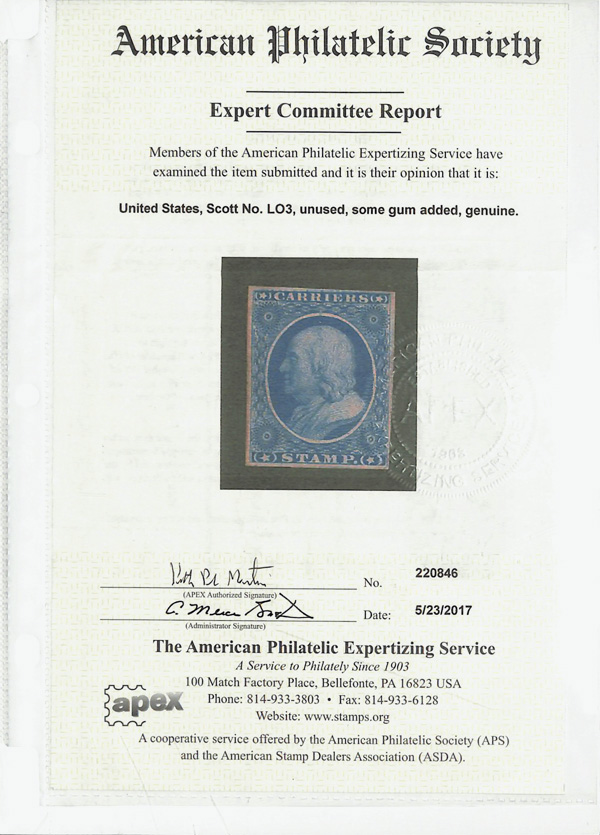 American Philatelic Society
Expert Committee Report
Members of the American Philatelic Expertizing Service have
examined the item submitted and it is their opinion that it is:
United States, Scott No. LO3, unused, some gum added, genuine.
CARRIERS
STAMP.
1903
No. 220846
(APEX Authorized Signature)
Date: 5/23/2017
(Administrator Signature)
The American Philatelic Expertizing Service
A Service to Philately Since 1903
100 Match Factory Place, Bellefonte, PA 16823 USA
Phone: 814-933-3803 • Fax: 814-933-6128
Website: www.stamps.org
apex
A cooperative service offered by the American Philatelic Society (APS)
and the American Stamp Dealers Association (ASDA).